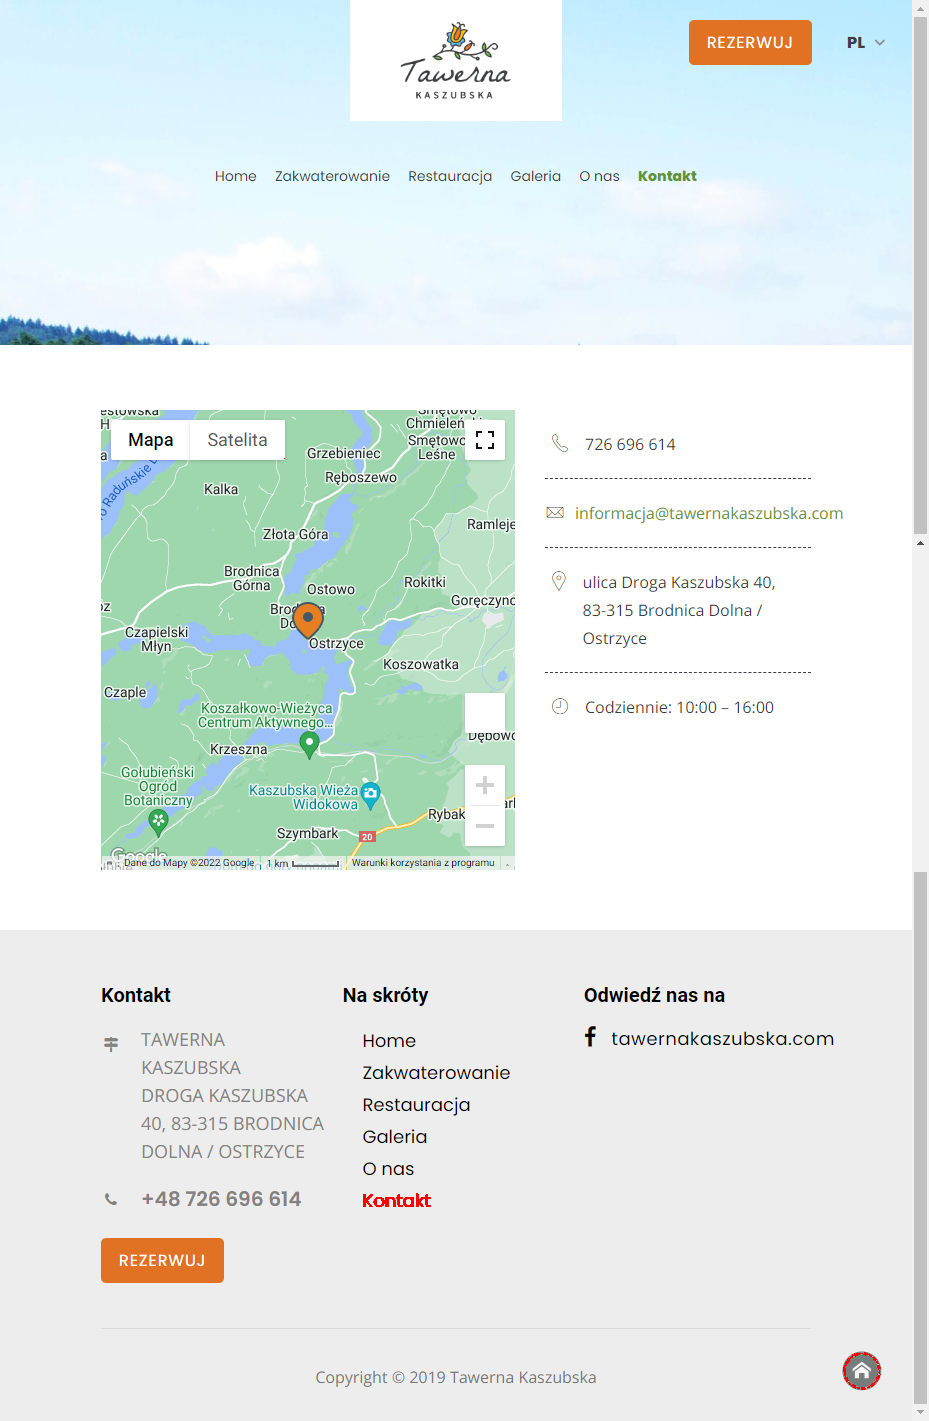 Tawerna
KASZUBSKA
REZERWUJ
PL
Home Zakwaterowanie Restauracja Galeria O nas Kontakt
Mapa Satelita
Chmieleń
Smętowo
Leśne
Grzebieniec
Ręboszewo
Kalka
Złota Góra
Ramleje
Brodnica
Górna
Ostowo
Rokitki
Goręczyno
Ostrzyce
Czapielski
Młyn
Koszowatka
Czaple
Koszałkowo-Wieżyca
Centrum Aktywnego...
Krzeszna
Gołubieński
Ogród
Botaniczny
Kaszubska Wieża
Widokowa
Szymbark
20
Rybak
Google
Dane do Mapy ©2022 Google 1 km Warunki korzystania z programu
726 696 614
informacja@tawernakaszubska.com
ulica Droga Kaszubska 40,
83-315 Brodnica Dolna /
Ostrzyce
Codziennie: 10:00 – 16:00
Kontakt
TAWERNA
KASZUBSKA
DROGA KASZUBSKA
40, 83-315 BRODNICA
DOLNA / OSTRZYCE
+48 726 696 614
REZERWUJ
Na skróty
Home
Zakwaterowanie
Restauracja
Galeria
O nas
Kontakt
Odwiedź nas na
tawernakaszubska.com
Copyright © 2019 Tawerna Kaszubska